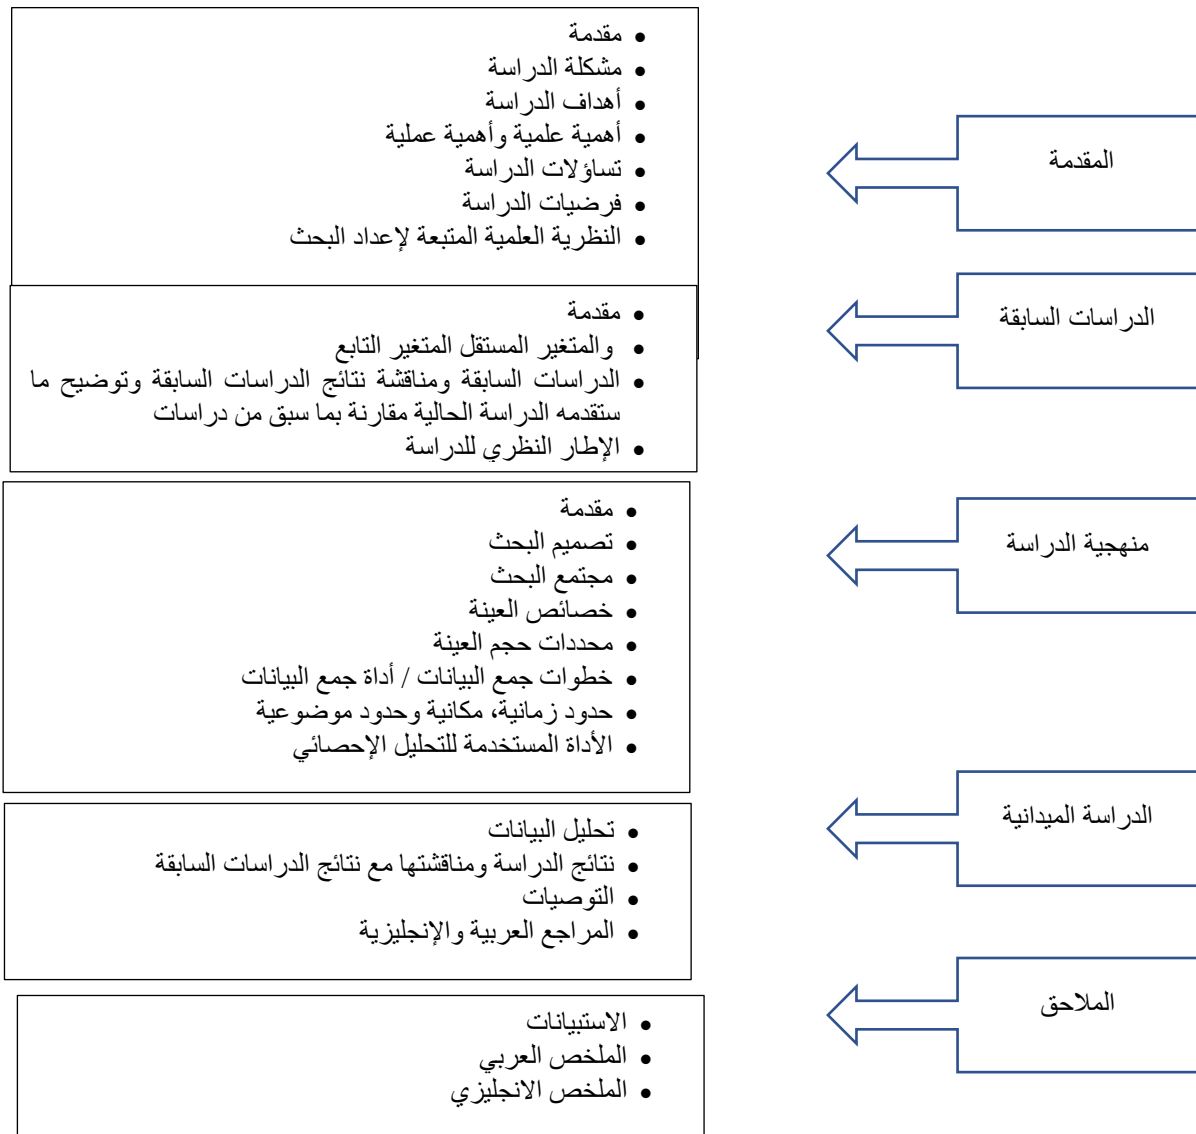 المقدمة
• مقدمة
• مشكلة الدراسة
• أهداف الدراسة
• أهمية علمية وأهمية عملية
• تساؤلات الدراسة
• فرضيات الدراسة
• النظرية العلمية المتبعة لإعداد البحث
الدراسات السابقة
• مقدمة
• والمتغير المستقل المتغير التابع
• الدراسات السابقة ومناقشة نتائج الدراسات السابقة وتوضيح ما
ستقدمه الدراسة الحالية مقارنة بما سبق من دراسات
• الإطار النظري للدراسة
منهجية الدراسة
• مقدمة
• تصميم البحث
• مجتمع البحث
• خصائص العينة
• محددات حجم العينة
• خطوات جمع البيانات / أداة جمع البيانات
• حدود زمانية، مكانية وحدود موضوعية
• الأداة المستخدمة للتحليل الإحصائي
الدراسة الميدانية
• تحليل البيانات
• نتائج الدراسة ومناقشتها مع نتائج الدراسات السابقة
• التوصيات
• المراجع العربية والإنجليزية
الملاحق
• الاستبيانات
• الملخص العربي
• الملخص الانجليزي